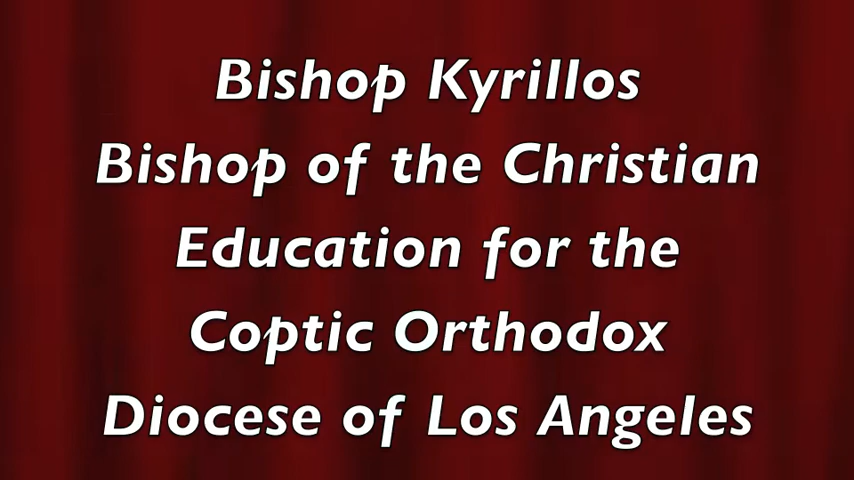 Bishop Kyrillos
Bishop of the Christian
Education for the
Coptic Orthodox
Diocese of Los Angeles